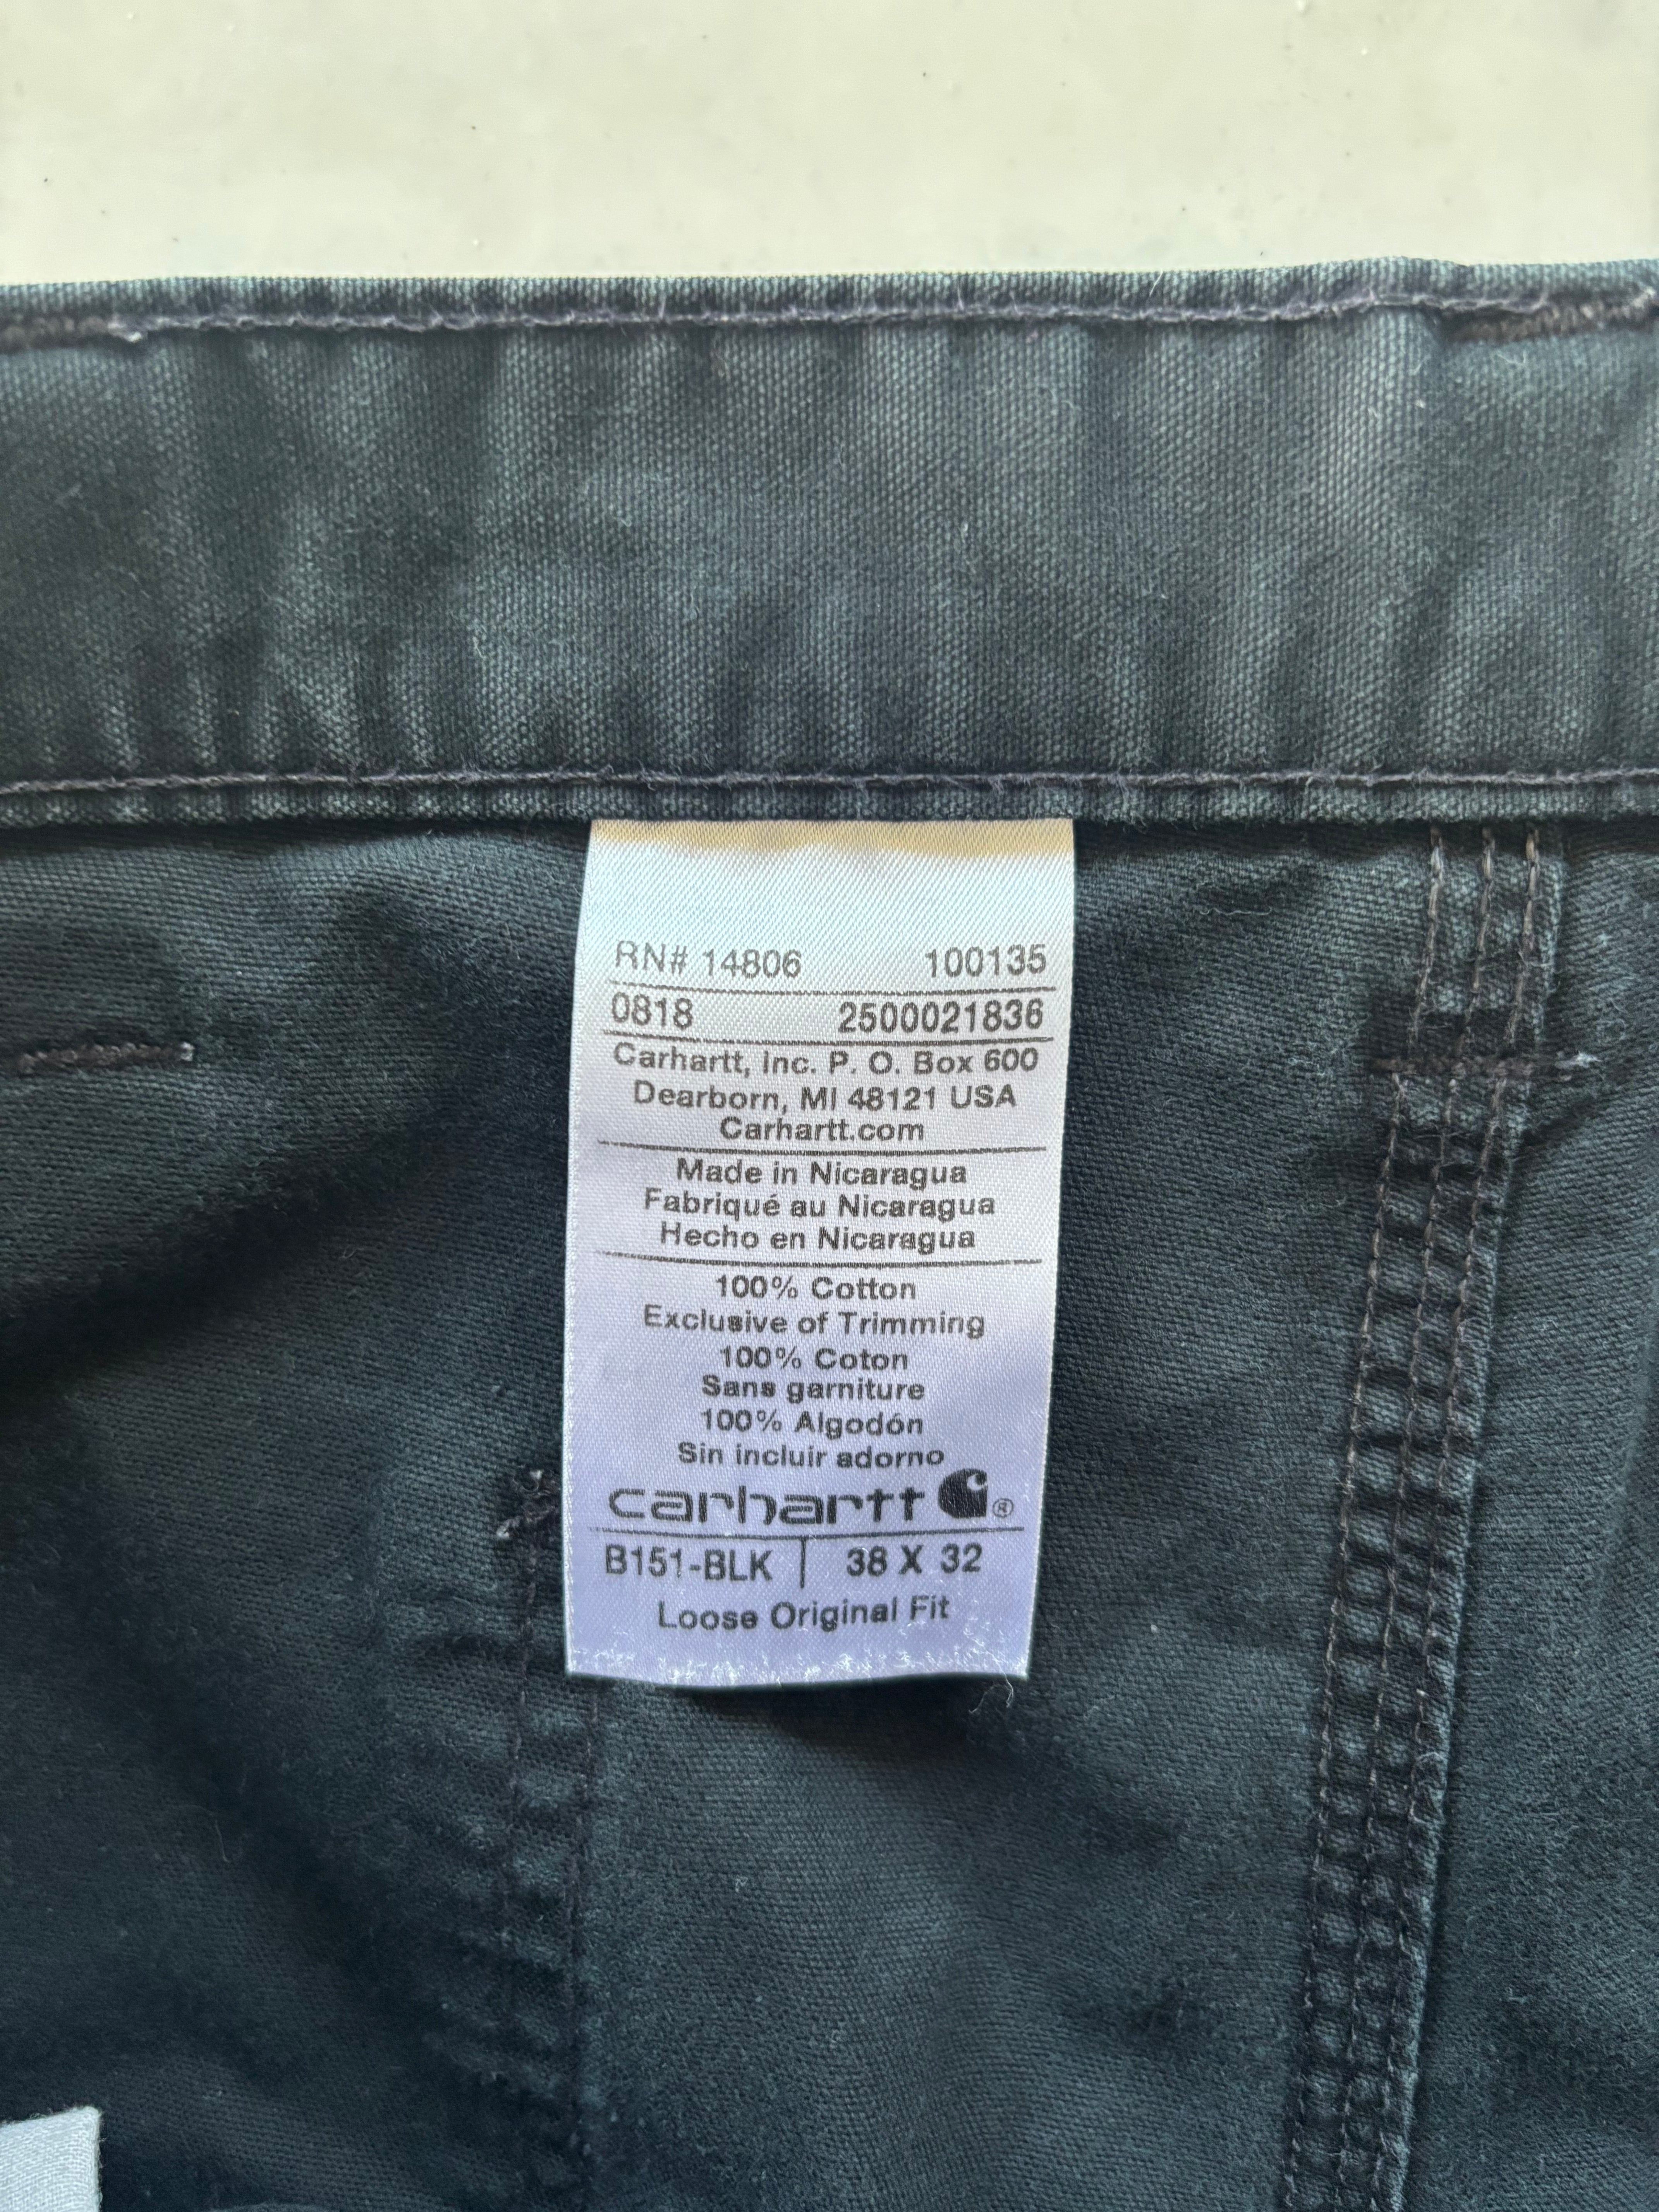 RN# 14806 100135
0818 2500021836
Carhartt, Inc. P. O. Box 600
Dearborn, MI 48121 USA
Carhartt.com
Made in Nicaragua
Fabriqué au Nicaragua
Hecho en Nicaragua
100% Cotton
Exclusive of Trimming
100% Coton
Sans garniture
100% Algodón
Sin incluir adorno
carhartt ®
B151-BLK | 38 X 32
Loose Original Fit